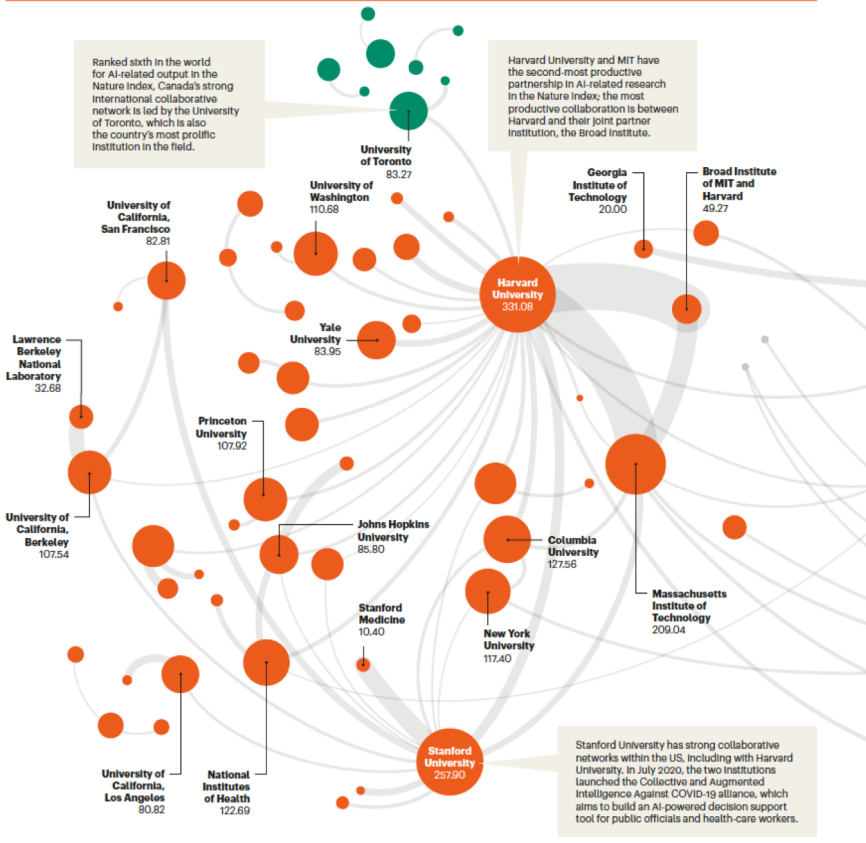 Ranked sixth in the world
for AI-related output in the
Nature Index, Canada's strong
international collaborative
network is led by the University
of Toronto, which is also
the country's most prolific
institution in the field.
Harvard University and MIT have
the second-most productive
partnership in AI-related research
in the Nature Index; the most
productive collaboration is between
Harvard and their joint partner
institution, the Broad Institute.
University
of Toronto
83.27
University of
Washington
110.68
Georgia
Institute of
Technology
20.00
Broad Institute
of MIT and
Harvard
49.27
University of
California,
San Francisco
82.81
Harvard
University
331.08
Yale
University
83.95
Lawrence
Berkeley
National
Laboratory
32.68
Princeton
University
107.92
University of
California,
Berkeley
107.54
Johns Hopkins
University
85.80
Columbia
University
127.56
Stanford
Medicine
10.40
New York
University
117.40
Massachusetts
Institute of
Technology
209.04
Stanford
University
257.90
University of
California,
Los Angeles
80.82
National
Institutes
of Health
122.69
Stanford University has strong collaborative
networks within the US, including with Harvard
University. In July 2020, the two institutions
launched the Collective and Augmented
Intelligence Against COVID-19 alliance, which
aims to build an AI-powered decision support
tool for public officials and health-care workers.